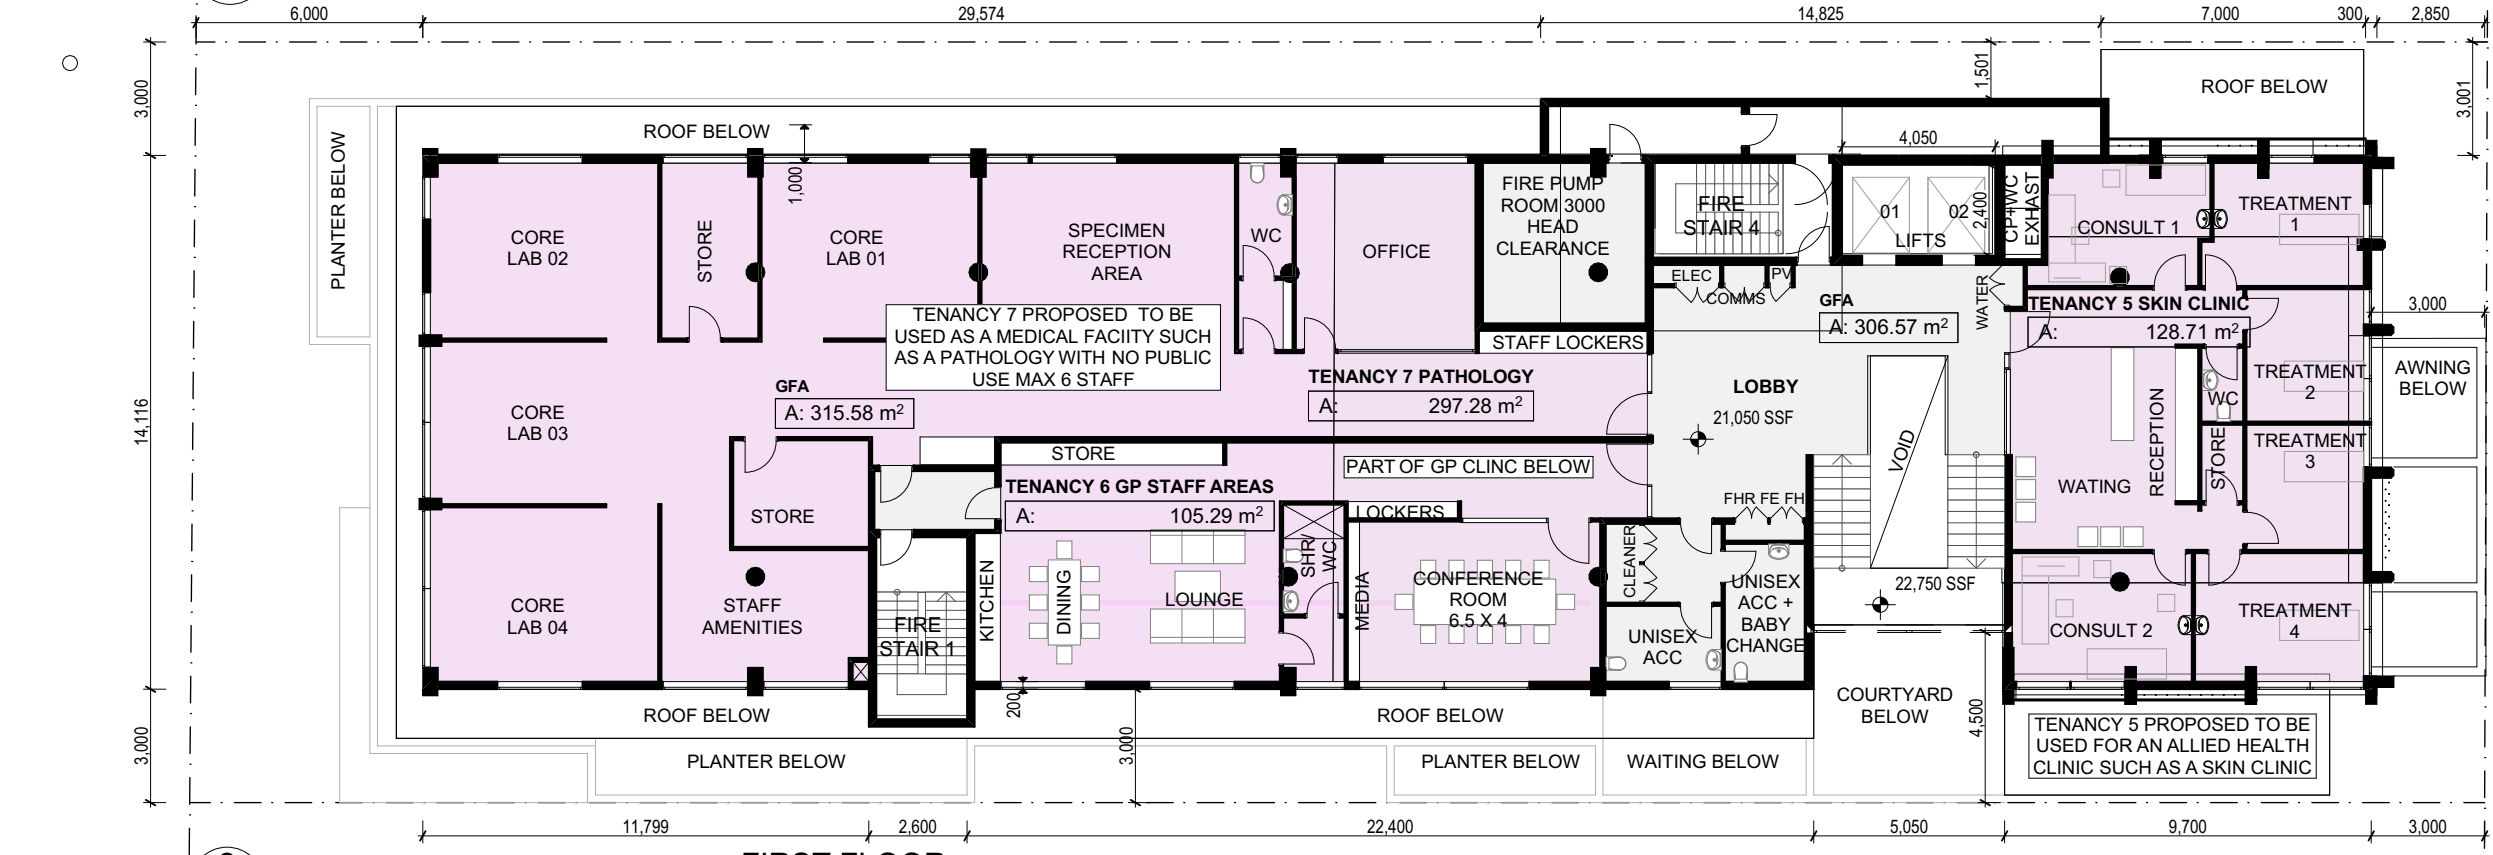 6,000
29,574
14,825
7,000
300
2,850
3,000
14,116
3,000
1,501
3,001
ROOF BELOW
ROOF BELOW
1,000
4,050
2,400
PLANTER BELOW
CORE
LAB 02
STORE
CORE
LAB 01
SPECIMEN
RECEPTION
AREA
WC
OFFICE
FIRE PUMP
ROOM 3000
HEAD
CLEARANCE
FIRE
STAIR 4
01
02
LIFTS
CP+WC
EXHAST
CONSULT 1
TREATMENT
1
ELEC
COMMS
PV
WATER
TENANCY 7 PROPOSED TO BE
USED AS A MEDICAL FACIITY SUCH
AS A PATHOLOGY WITH NO PUBLIC
USE MAX 6 STAFF
STAFF LOCKERS
GFA
A: 306.57 m²
TENANCY 5 SKIN CLINIC
A: 128.71 m²
3,000
GFA
A: 315.58 m²
TENANCY 7 PATHOLOGY
A: 297.28 m²
LOBBY
21,050 SSF
VOID
RECEPTION
WC
TREATMENT
2
AWNING
BELOW
CORE
LAB 03
STORE
PART OF GP CLINC BELOW
TENANCY 6 GP STAFF AREAS
A: 105.29 m²
LOCKERS
FHR FE FH
WATING
STORE
TREATMENT
3
STORE
CORE
LAB 04
STAFF
AMENITIES
FIRE
STAIR 1
KITCHEN
DINING
LOUNGE
SHR/
WC
MEDIA
CONFERENCE
ROOM
6.5 X 4
CLEANER
UNISEX
ACC
UNISEX
ACC +
BABY
CHANGE
22,750 SSF
CONSULT 2
TREATMENT
4
200
3,000
4,500
ROOF BELOW
ROOF BELOW
COURTYARD
BELOW
TENANCY 5 PROPOSED TO BE
USED FOR AN ALLIED HEALTH
CLINIC SUCH AS A SKIN CLINIC
PLANTER BELOW
PLANTER BELOW
WAITING BELOW
11,799
2,600
22,400
5,050
9,700
3,000
FIRST FLOOR